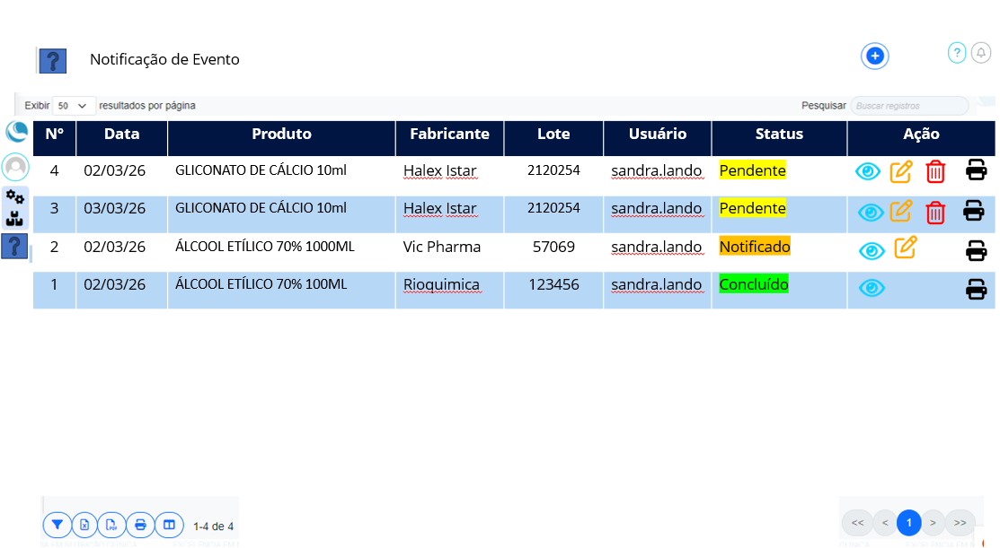 Notificação de Evento
?
Exibir 50 resultados por página
Pesquisar Buscar registros
Nº Data Produto Fabricante Lote Usuário Status Ação
4 02/03/26 GLICONATO DE CÁLCIO 10ml Halex Istar 2120254 sandra.lando Pendente
3 03/03/26 GLICONATO DE CÁLCIO 10ml Halex Istar 2120254 sandra.lando Pendente
2 02/03/26 ÁLCOOL ETÍLICO 70% 1000ML Vic Pharma 57069 sandra.lando Notificado
1 02/03/26 ÁLCOOL ETÍLICO 70% 100ML Rioquimica 123456 sandra.lando Concluído
1-4 de 4
<< < 1 > >>